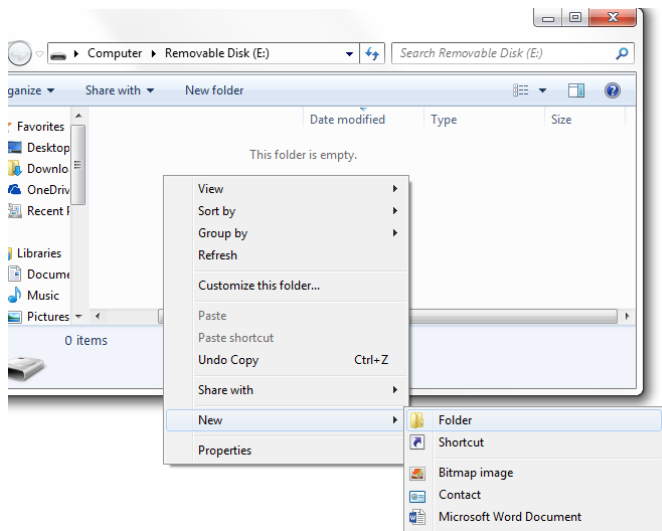 Computer Removable Disk (E:) Search Removable Disk (E:)
ganize Share with New folder
Favorites Date modified Type Size
Desktop
Downlo This folder is empty.
OneDriv
Recent
Libraries
Docume
Music
Pictures
0 items
View
Sort by
Group by
Refresh
Customize this folder...
Paste
Paste shortcut
Undo Copy Ctrl+Z
Share with
New
Properties
Folder
Shortcut
Bitmap image
Contact
Microsoft Word Document